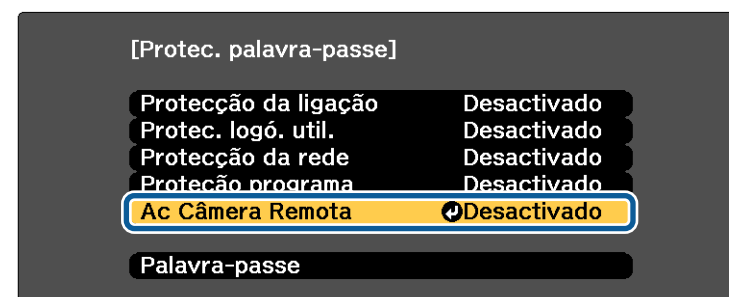 [Protec. palavra-passe]
Protecção da ligação Desactivado
Protec. logó. util. Desactivado
Protecção da rede Desactivado
Proteção programa Desactivado
Ac Câmera Remota Desactivado
Palavra-passe